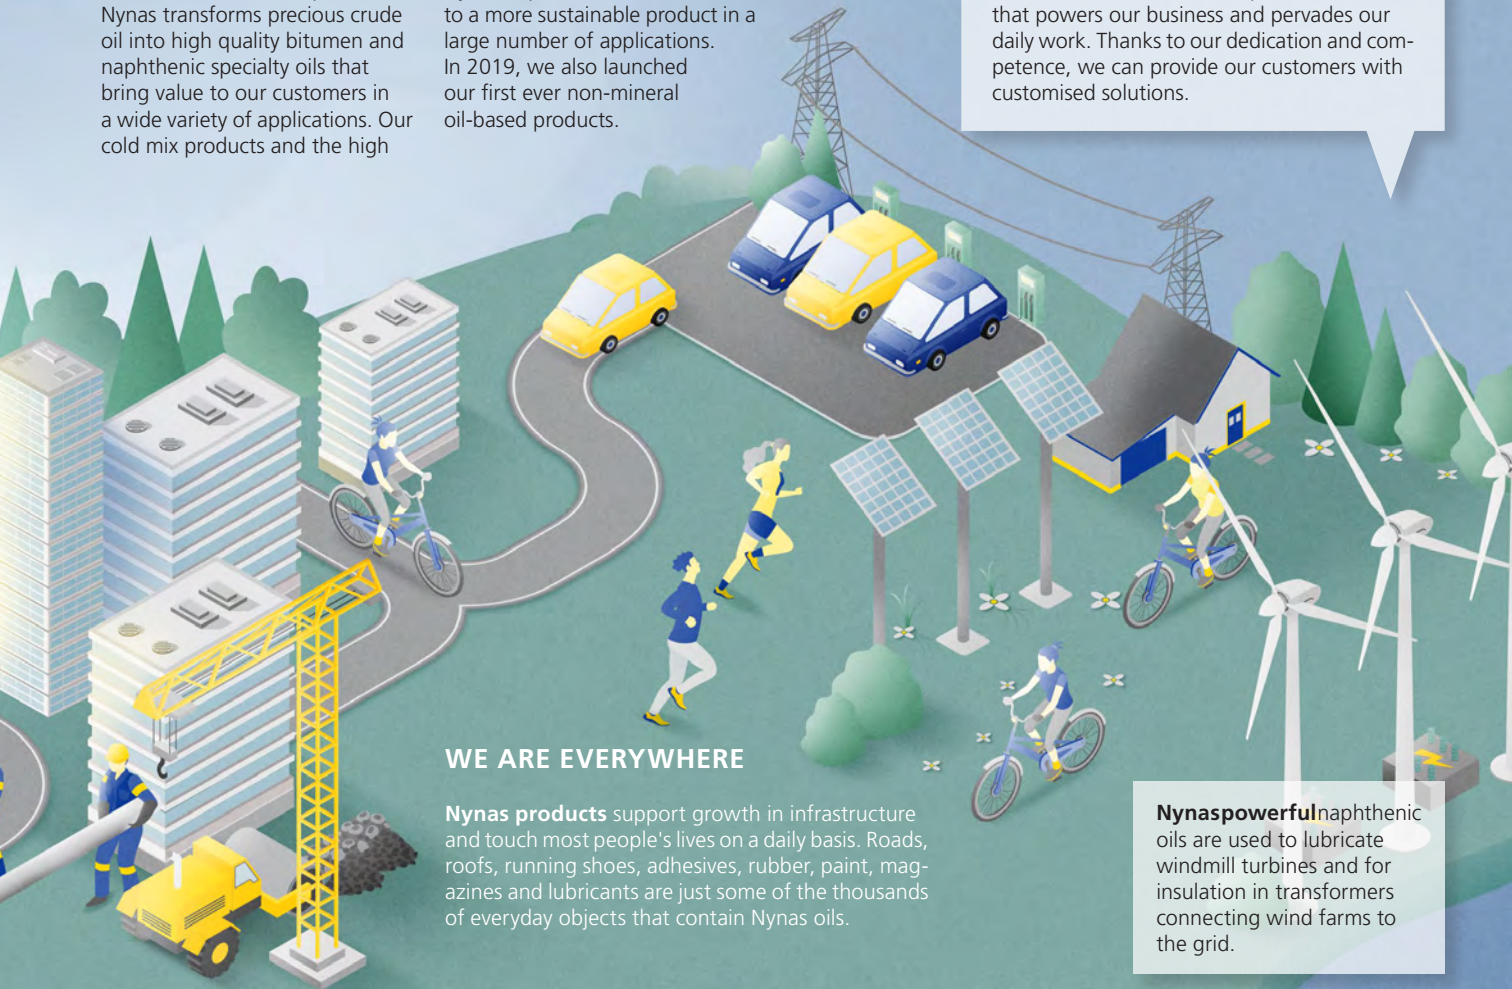 Nynas transforms precious crude
oil into high quality bitumen and
naphthenic specialty oils that
bring value to our customers in
a wide variety of applications. Our
cold mix products and the high
to a more sustainable product in a
large number of applications.
In 2019, we also launched
our first ever non-mineral
oil-based products.
that powers our business and pervades our
daily work. Thanks to our dedication and com-
petence, we can provide our customers with
customised solutions.
WE ARE EVERYWHERE
Nynas products support growth in infrastructure
and touch most people's lives on a daily basis. Roads,
roofs, running shoes, adhesives, rubber, paint, mag-
azines and lubricants are just some of the thousands
of everyday objects that contain Nynas oils.
Nynaspowerfulnaphthenic
oils are used to lubricate
windmill turbines and for
insulation in transformers
connecting wind farms to
the grid.